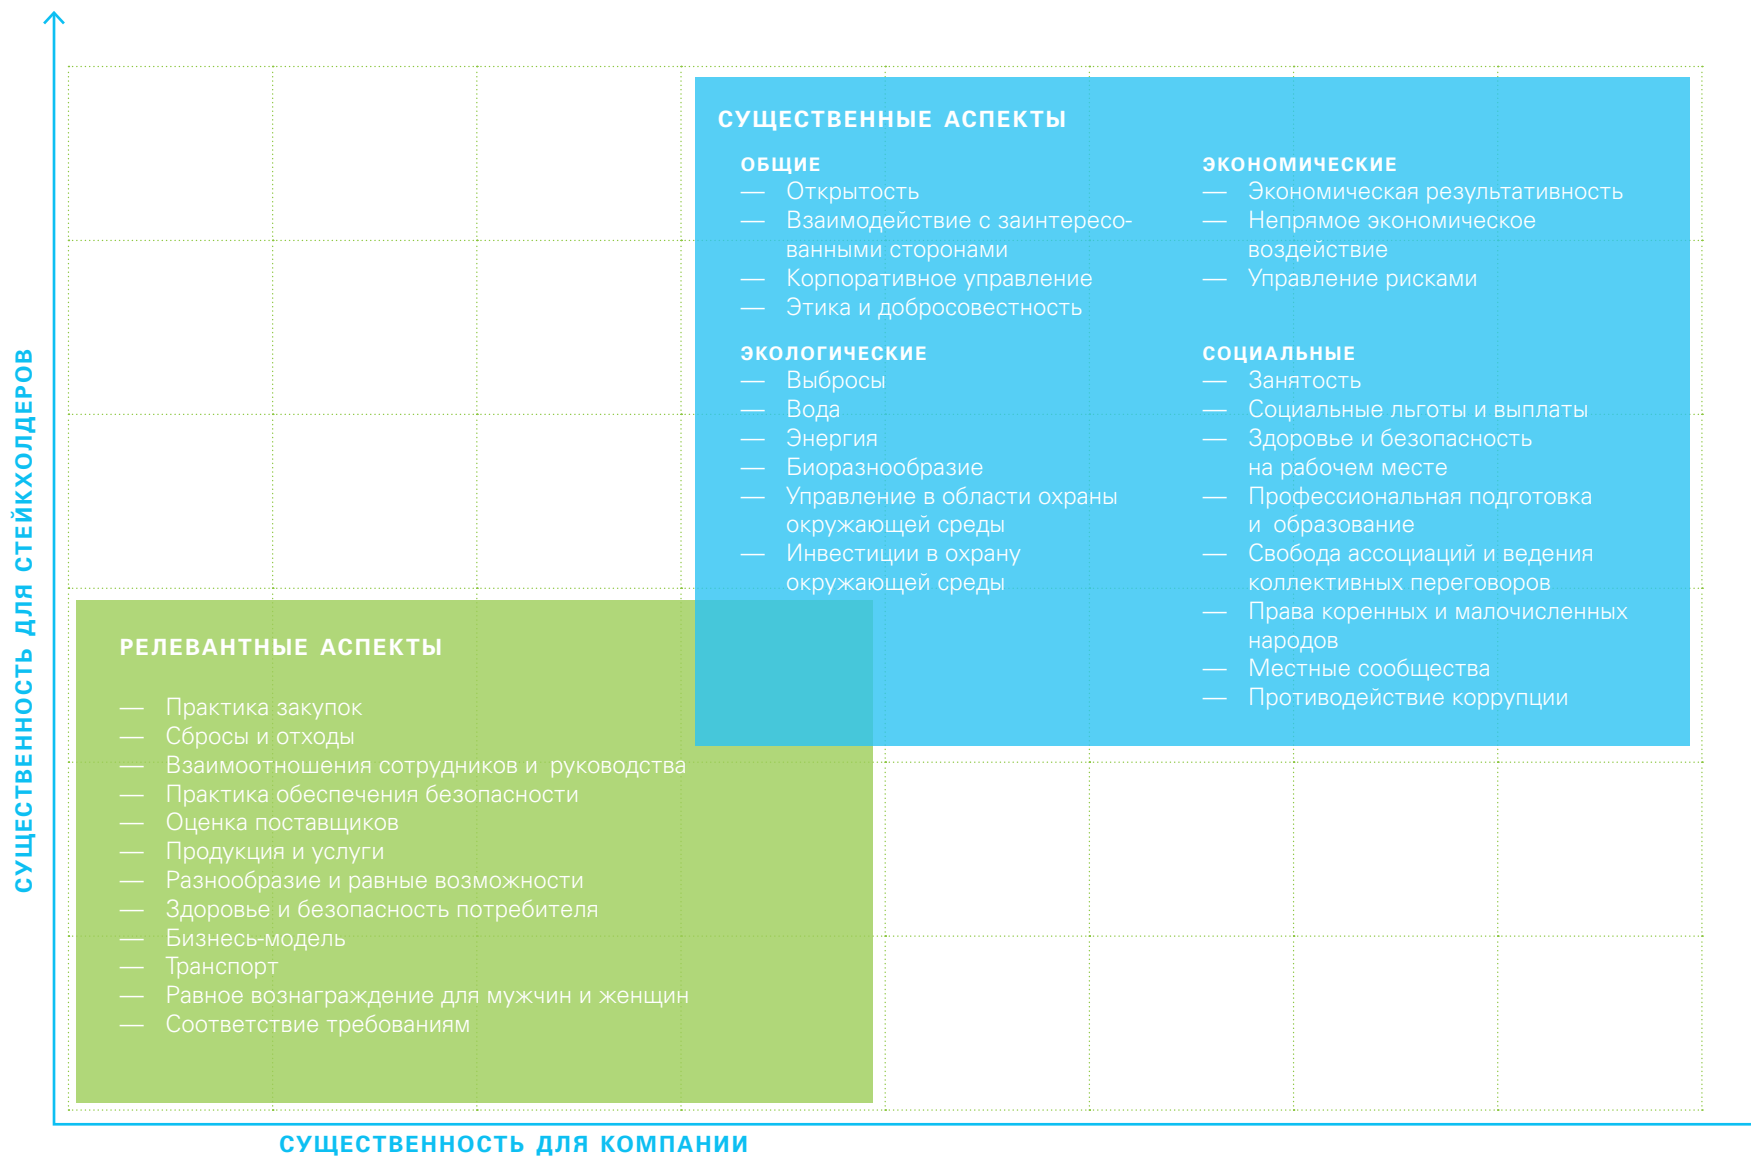 СУЩЕСТВЕННОСТЬ ДЛЯ СТЕЙКХОЛДЕРОВ
СУЩЕСТВЕННЫЕ АСПЕКТЫ
ОБЩИЕ
— Открытость
— Взаимодействие с заинтересо-
ванными сторонами
— Корпоративное управление
— Этика и добросовестность
ЭКОНОМИЧЕСКИЕ
— Экономическая результативность
— Непрямое экономическое
воздействие
— Управление рисками
ЭКОЛОГИЧЕСКИЕ
— Выбросы
— Вода
— Энергия
— Биоразнообразие
— Управление в области охраны
окружающей среды
— Инвестиции в охрану
окружающей среды
СОЦИАЛЬНЫЕ
— Занятость
— Социальные льготы и выплаты
— Здоровье и безопасность
на рабочем месте
— Профессиональная подготовка
и образование
— Свобода ассоциаций и ведения
коллективных переговоров
— Права коренных и малочисленных
народов
— Местные сообщества
— Противодействие коррупции
РЕЛЕВАНТНЫЕ АСПЕКТЫ
— Практика закупок
— Сбросы и отходы
— Взаимоотношения сотрудников и руководства
— Практика обеспечения безопасности
— Оценка поставщиков
— Продукция и услуги
— Разнообразие и равные возможности
— Здоровье и безопасность потребителя
— Бизнесь-модель
— Транспорт
— Равное вознаграждение для мужчин и женщин
— Соответствие требованиям
СУЩЕСТВЕННОСТЬ ДЛЯ КОМПАНИИ